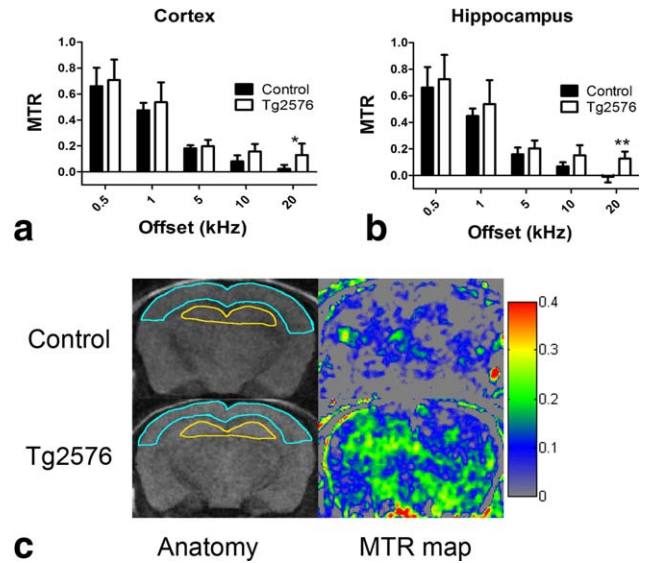 Cortex
MTR
1.0
0.8
0.6
0.4
0.2
0.0
Control
Tg2576
*
0.5
1
5
10
20
Offset (kHz)
a
Hippocampus
MTR
1.0
0.8
0.6
0.4
0.2
0.0
Control
Tg2576
**
0.5
1
5
10
20
Offset (kHz)
b
Control
Tg2576
0.4
0.3
0.2
0.1
0
c
Anatomy
MTR map